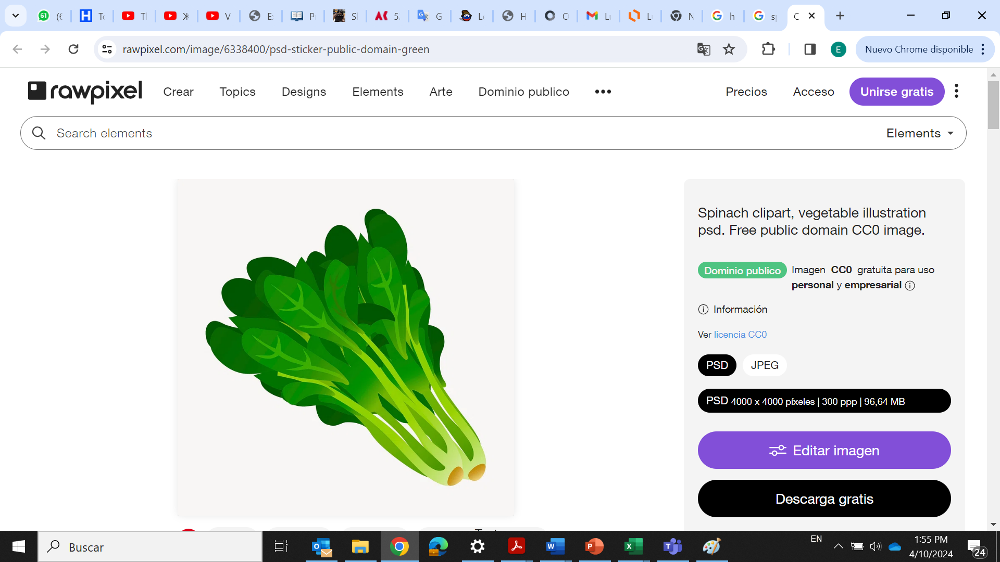 61 (6
rawpixel.com/image/6338400/psd-sticker-public-domain-green
E
Nuevo Chrome disponible
rawpixel
Crear
Topics
Designs
Elements
Arte
Dominio publico
Precios
Acceso
Unirse gratis
Search elements
Elements
Spinach clipart, vegetable illustration
psd. Free public domain CC0 image.
Dominio publico
Imagen CC0 gratuita para uso
personal y empresarial
Información
Ver licencia CC0
PSD
JPEG
PSD 4000 x 4000 píxeles | 300 ppp | 96,64 MB
Editar imagen
Descarga gratis
Buscar
EN
1:55 PM
4/10/2024
24